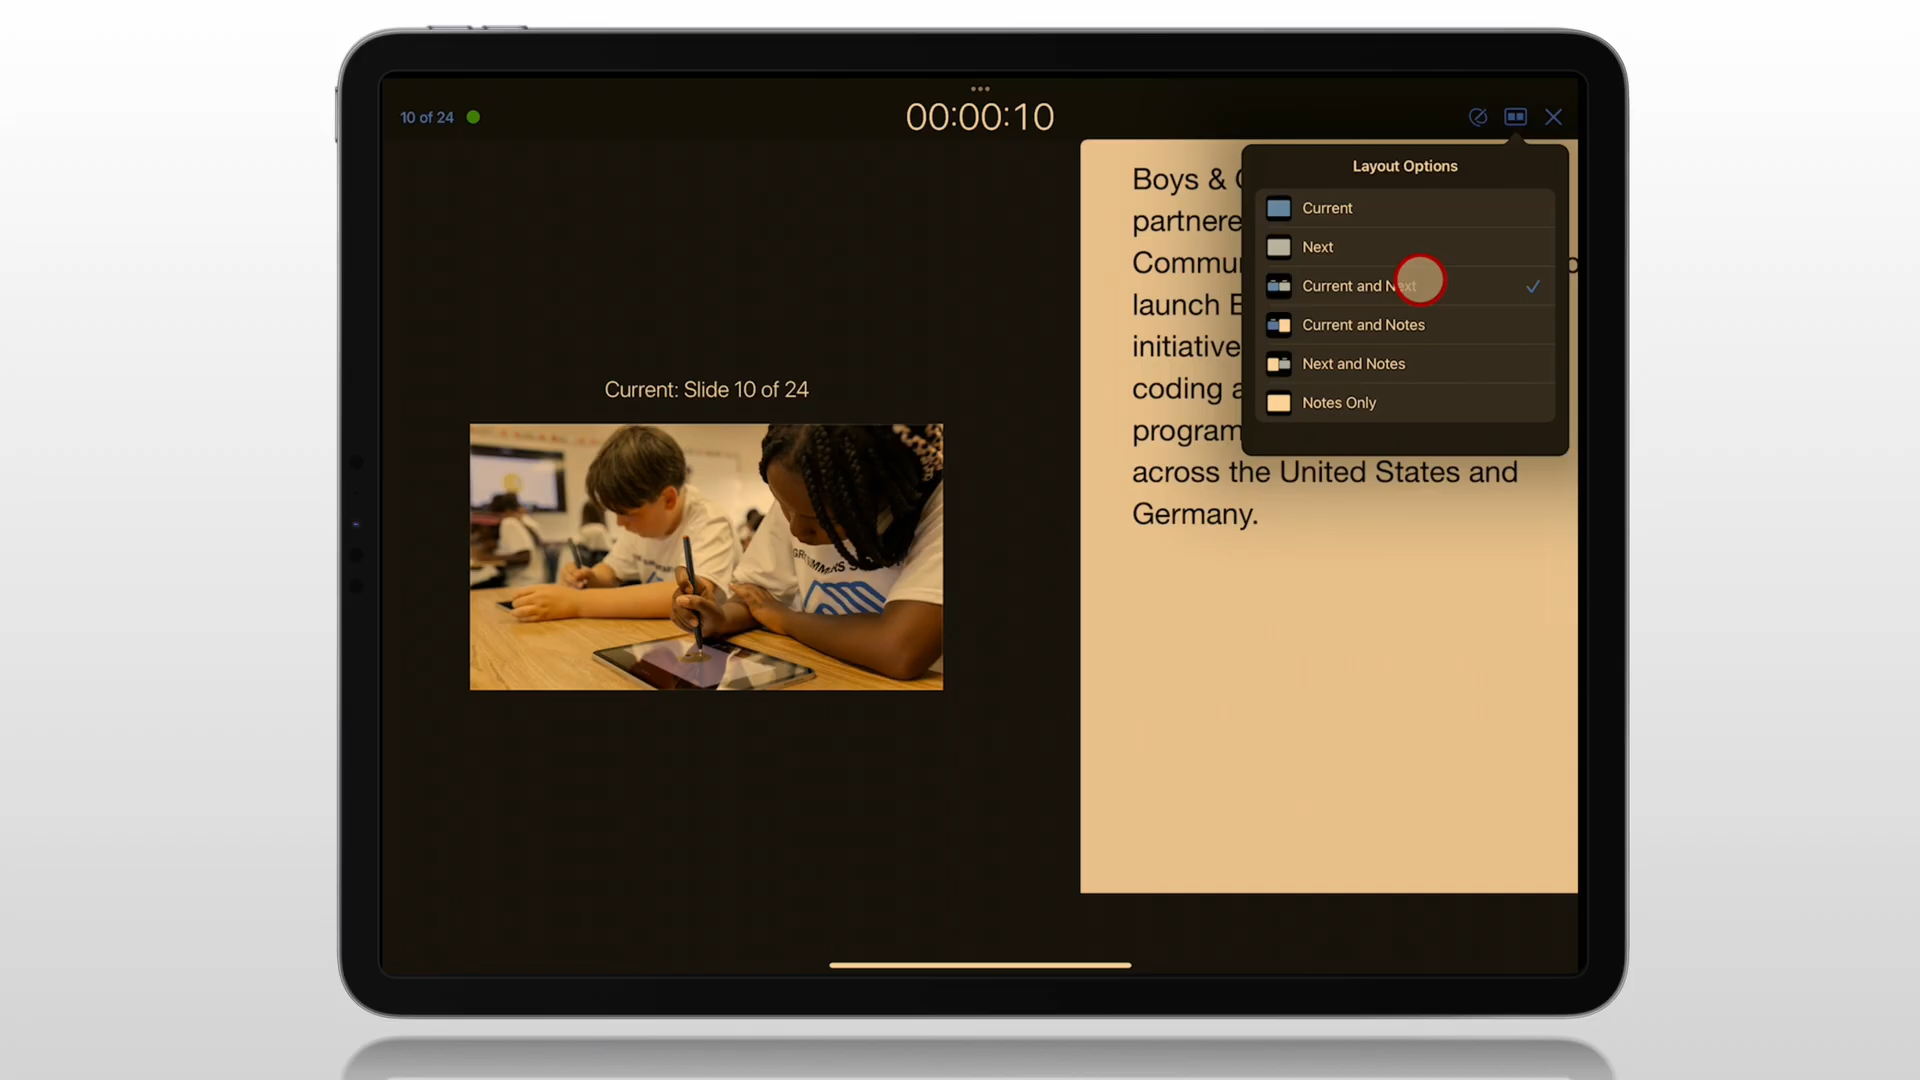 10 of 24
00:00:10
Layout Options
Current
Next
Current and Next
Current and Notes
Next and Notes
Notes Only
Current: Slide 10 of 24
Boys &
partnere
Commu
launch
initiative
coding a
program
across the United States and
Germany.